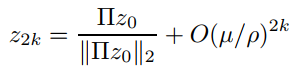 z_{2k} = \frac{\Pi z_0}{\|\Pi z_0\|_2} + O(\mu/\rho)^{2k}